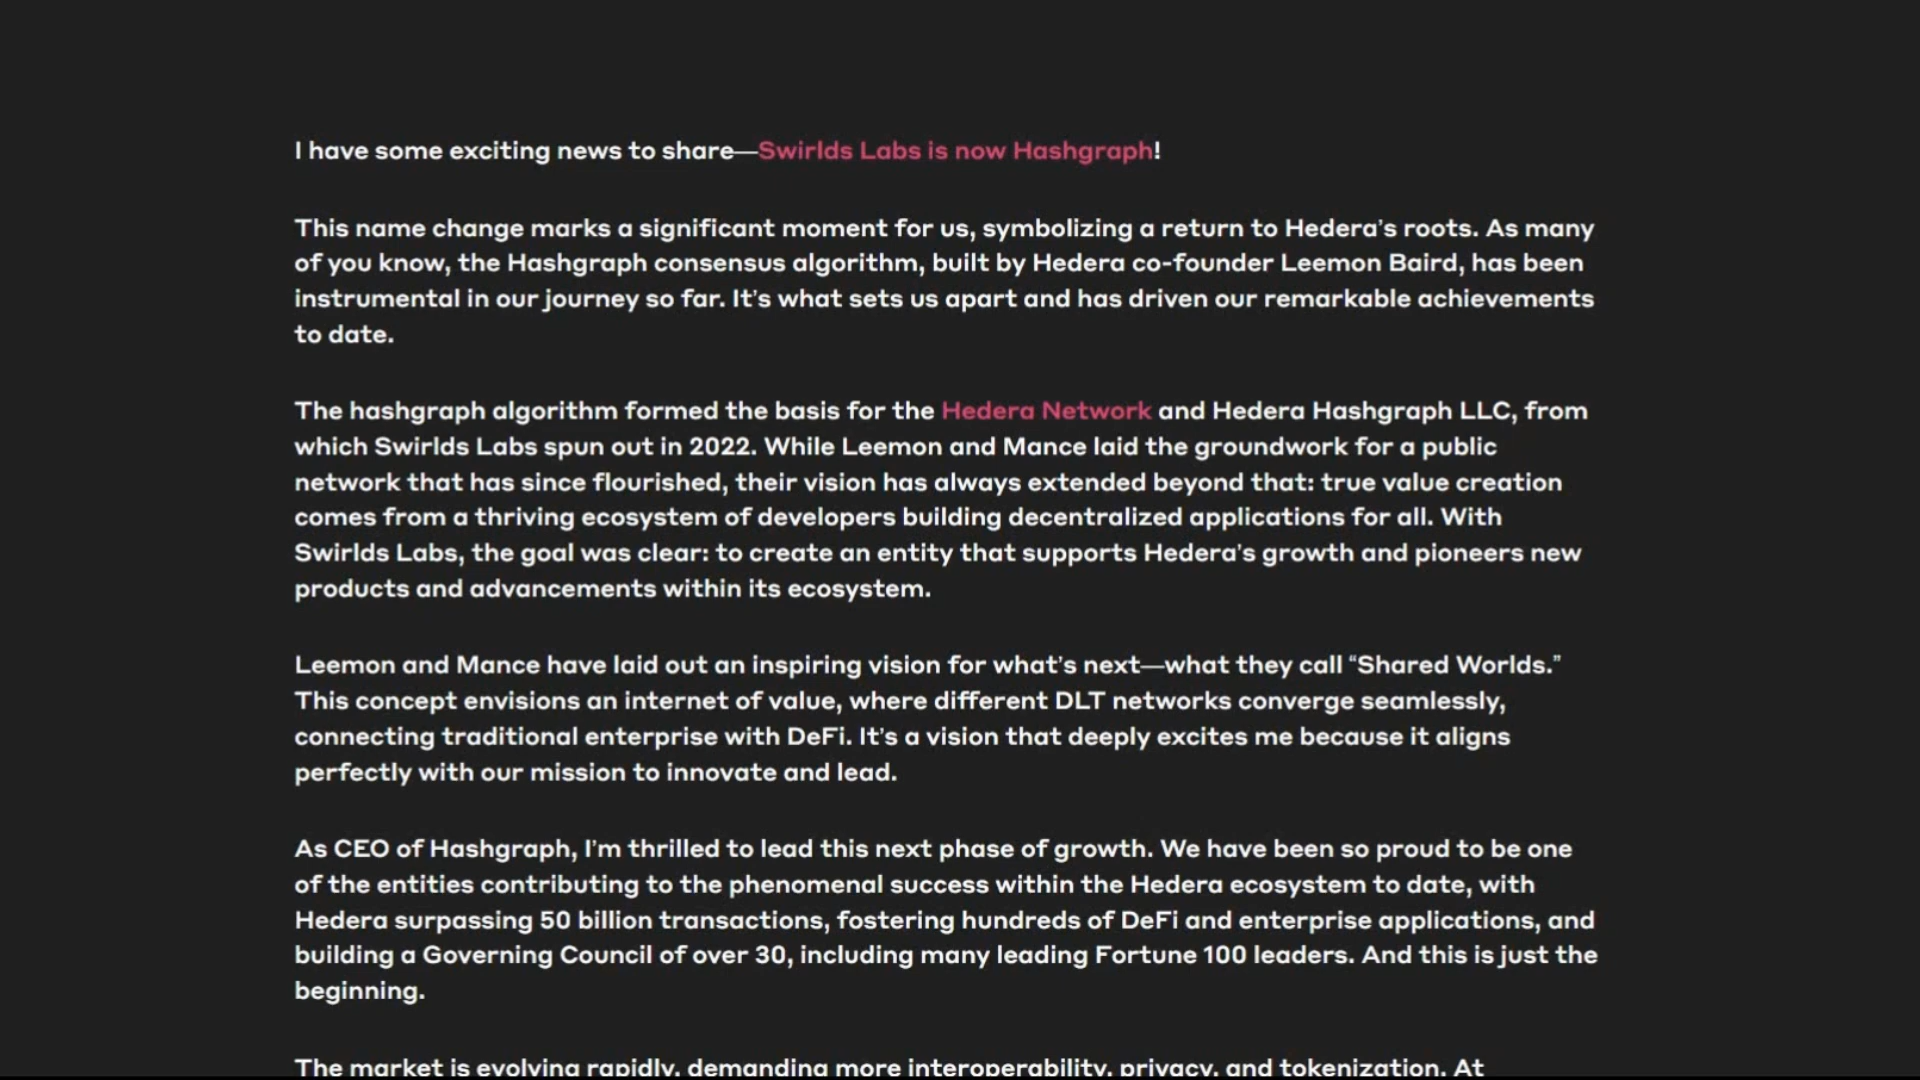 I have some exciting news to share—Swirlds Labs is now Hashgraph!
This name change marks a significant moment for us, symbolizing a return to Hedera's roots. As many
of you know, the Hashgraph consensus algorithm, built by Hedera co-founder Leemon Baird, has been
instrumental in our journey so far. It's what sets us apart and has driven our remarkable achievements
to date.
The hashgraph algorithm formed the basis for the Hedera Network and Hedera Hashgraph LLC, from
which Swirlds Labs spun out in 2022. While Leemon and Mance laid the groundwork for a public
network that has since flourished, their vision has always extended beyond that: true value creation
comes from a thriving ecosystem of developers building decentralized applications for all. With
Swirlds Labs, the goal was clear: to create an entity that supports Hedera's growth and pioneers new
products and advancements within its ecosystem.
Leemon and Mance have laid out an inspiring vision for what's next—what they call “Shared Worlds.”
This concept envisions an internet of value, where different DLT networks converge seamlessly,
connecting traditional enterprise with DeFi. It's a vision that deeply excites me because it aligns
perfectly with our mission to innovate and lead.
As CEO of Hashgraph, I'm thrilled to lead this next phase of growth. We have been so proud to be one
of the entities contributing to the phenomenal success within the Hedera ecosystem to date, with
Hedera surpassing 50 billion transactions, fostering hundreds of DeFi and enterprise applications, and
building a Governing Council of over 30, including many leading Fortune 100 leaders. And this is just the
beginning.
The market is evolving rapidly, demanding more interoperability, privacy, and tokenization. At